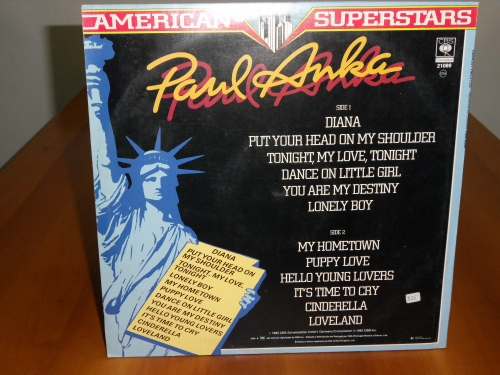 AMERICAN HITS SUPERSTARS
CBS
21089
Paul Anka
SIDE 1
DIANA
PUT YOUR HEAD ON MY SHOULDER
TONIGHT, MY LOVE, TONIGHT
DANCE ON LITTLE GIRL
YOU ARE MY DESTINY
LONELY BOY
SIDE 2
MY HOMETOWN
PUPPY LOVE
HELLO YOUNG LOVERS
IT'S TIME TO CRY
CINDERELLA
LOVELAND
DIANA
PUT YOUR HEAD ON
MY SHOULDER
TONIGHT, MY LOVE,
TONIGHT
LONELY BOY
MY HOMETOWN
PUPPY LOVE
DANCE ON LITTLE GIRL
YOU ARE MY DESTINY
HELLO YOUNG LOVERS
IT'S TIME TO CRY
CINDERELLA
LOVELAND